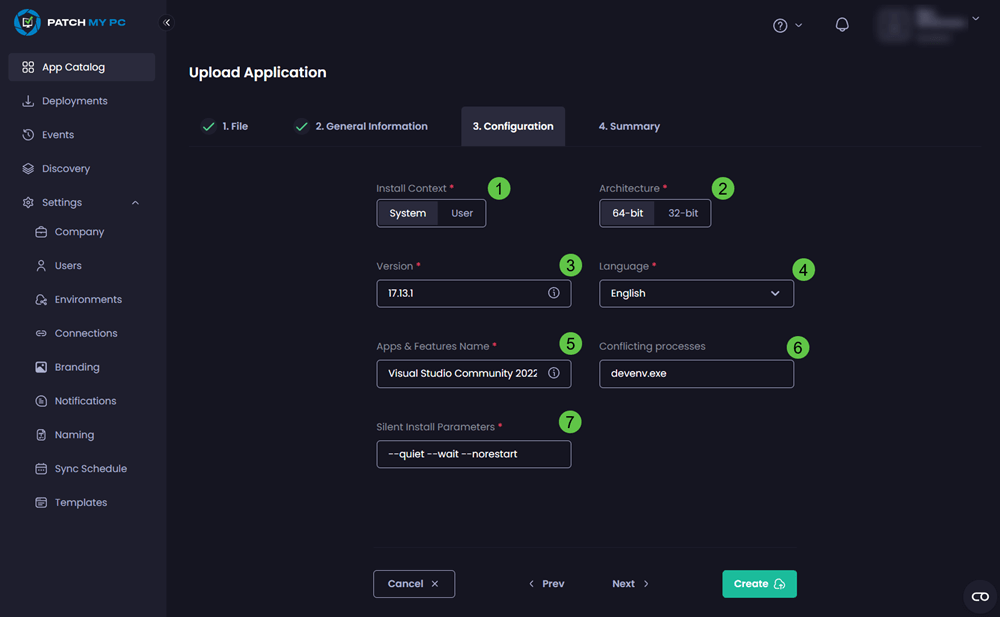 PATCH MY PC
App Catalog
Deployments
Events
Discovery
Settings
Company
Users
Environments
Connections
Branding
Notifications
Naming
Sync Schedule
Templates
Upload Application
1. File
2. General Information
3. Configuration
4. Summary
Install Context * 1
System User
Architecture * 2
64-bit 32-bit
Version * 3
17.13.1
Language * 4
English
Apps & Features Name * 5
Visual Studio Community 2022
Conflicting processes 6
devenv.exe
Silent Install Parameters * 7
--quiet --wait --norestart
Cancel
Prev
Next
Create